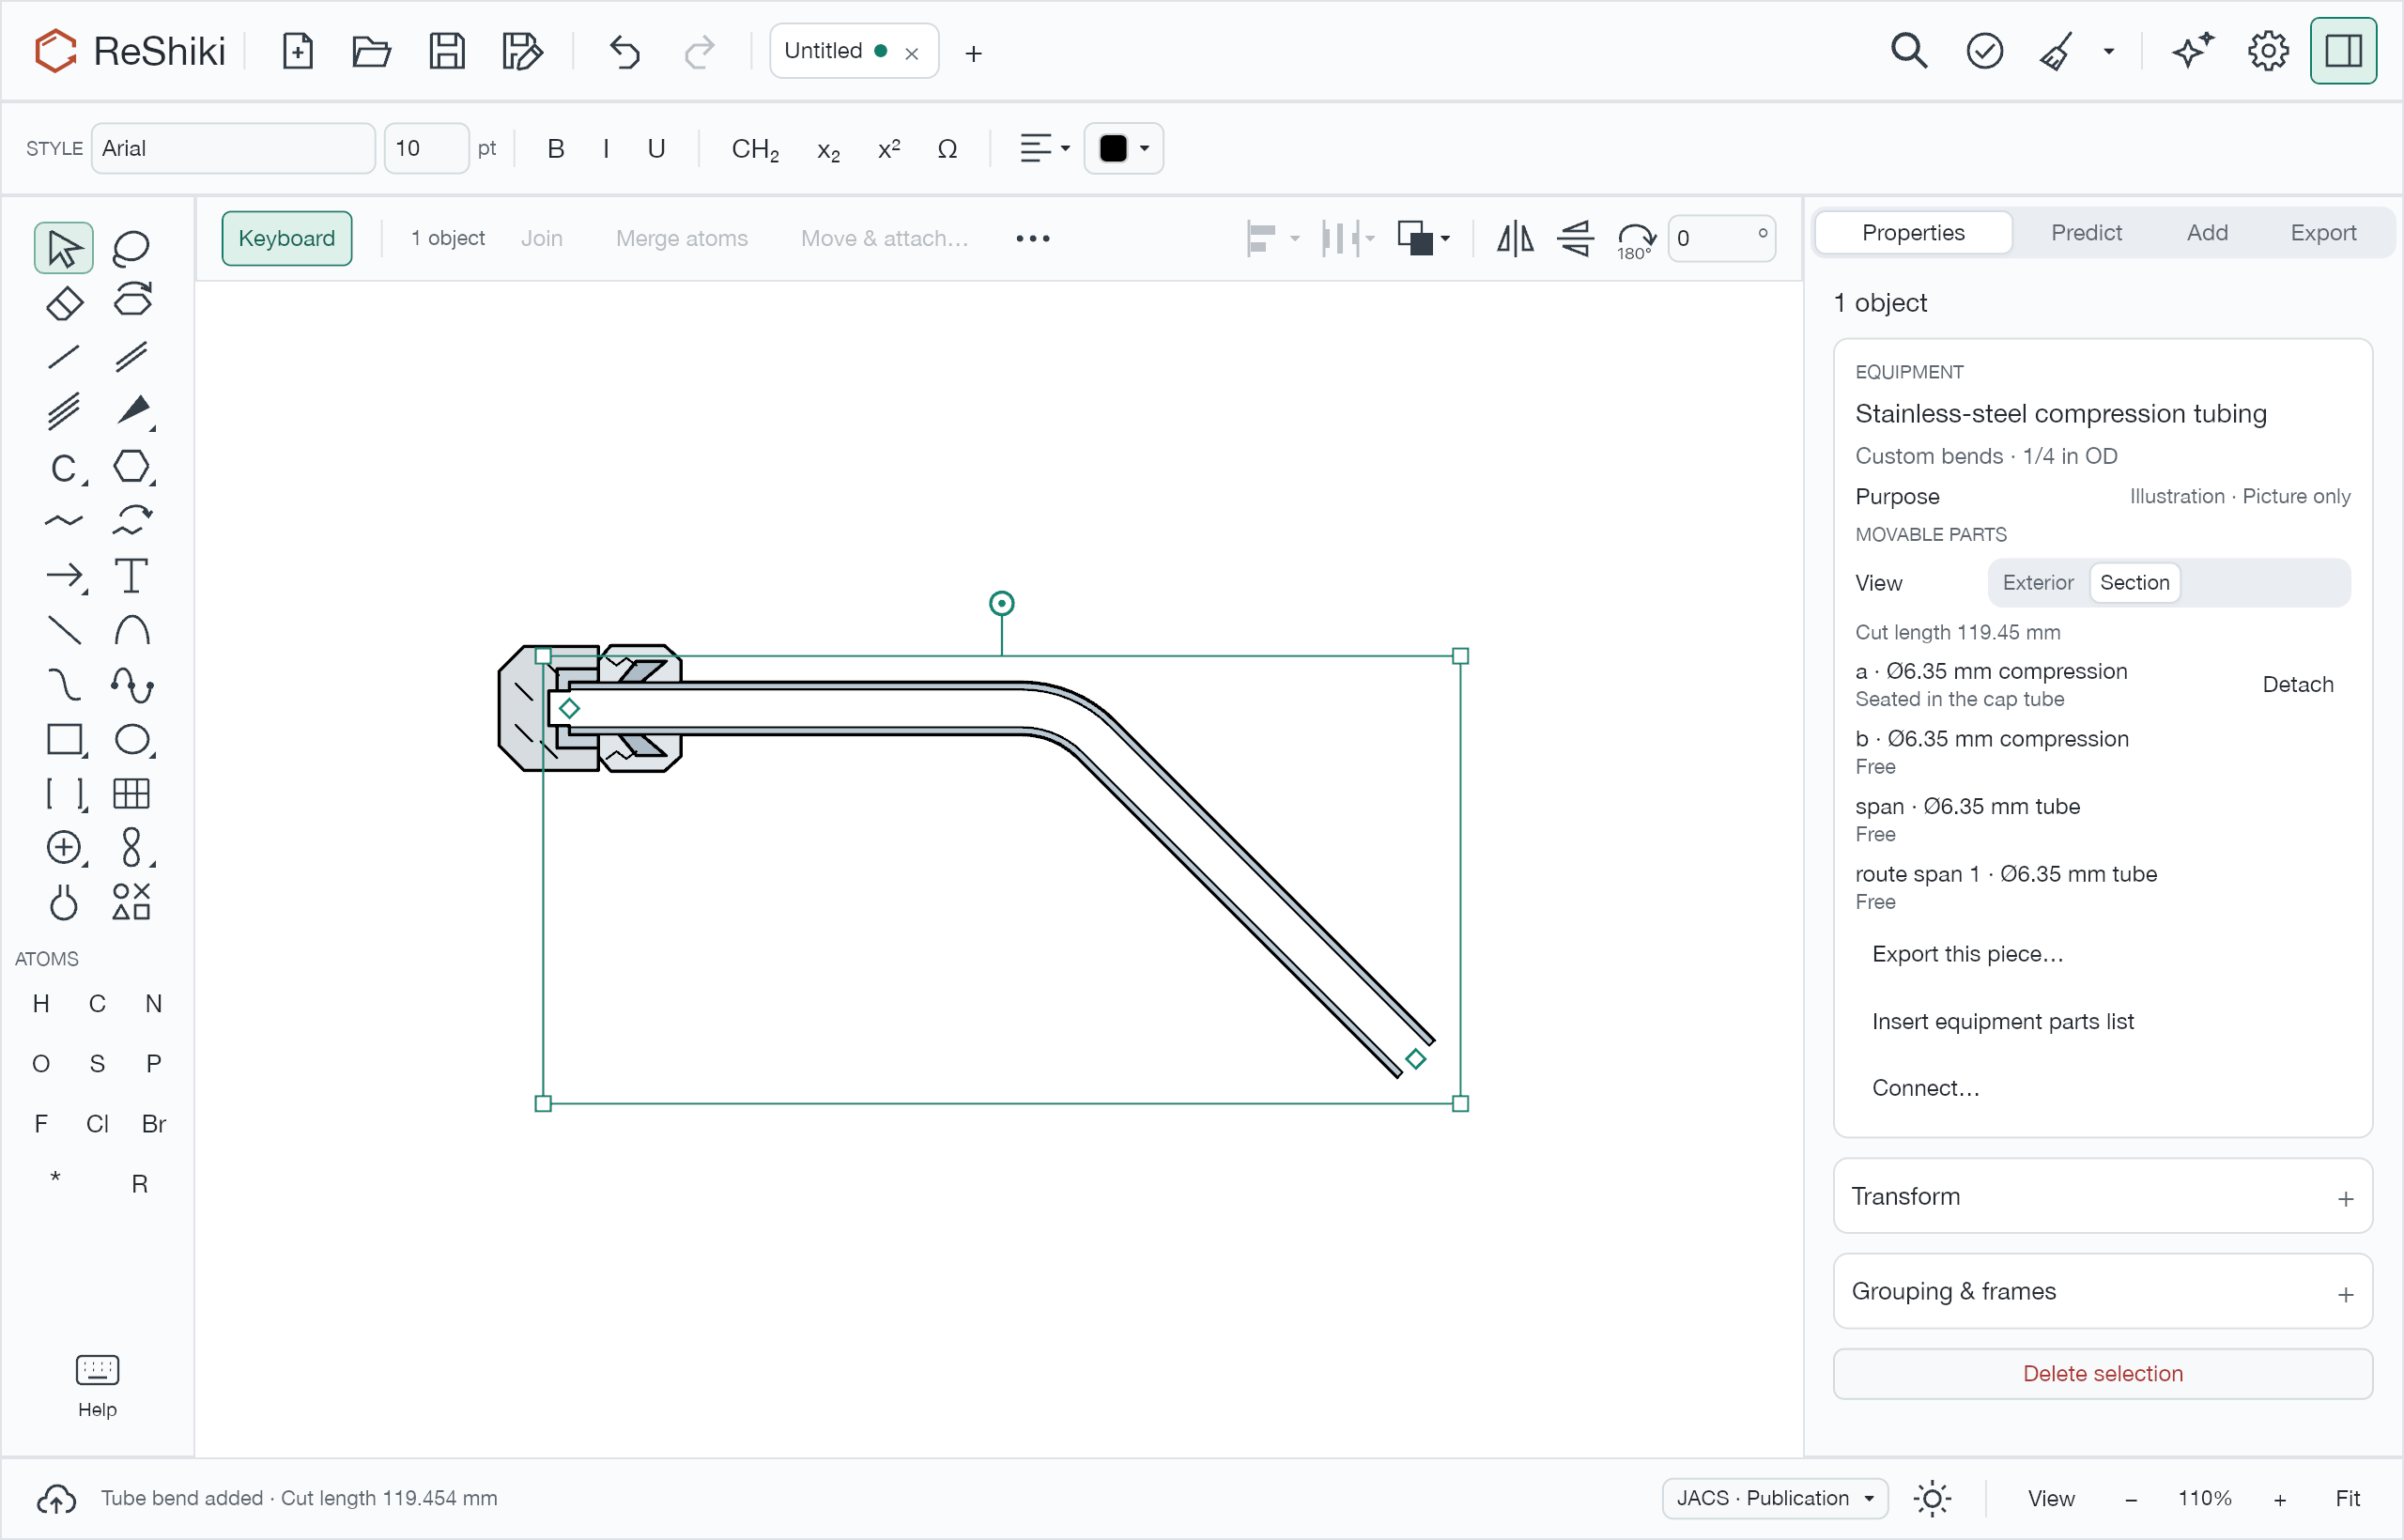 ReShiki
Untitled
STYLE Arial 10 pt B I U CH₂ x₂ x² Ω
Keyboard 1 object Join Merge atoms Move & attach… 180° 0 °
Properties Predict Add Export
1 object
EQUIPMENT
Stainless-steel compression tubing
Custom bends · 1/4 in OD
Purpose Illustration · Picture only
MOVABLE PARTS
View Exterior Section
Cut length 119.45 mm
a · Ø6.35 mm compression
Seated in the cap tube
Detach
b · Ø6.35 mm compression
Free
span · Ø6.35 mm tube
Free
route span 1 · Ø6.35 mm tube
Free
Export this piece…
Insert equipment parts list
Connect…
Transform +
Grouping & frames +
Delete selection
C
T
ATOMS
H C N
O S P
F Cl Br
* R
Help
Tube bend added · Cut length 119.454 mm
JACS · Publication View – 110% + Fit